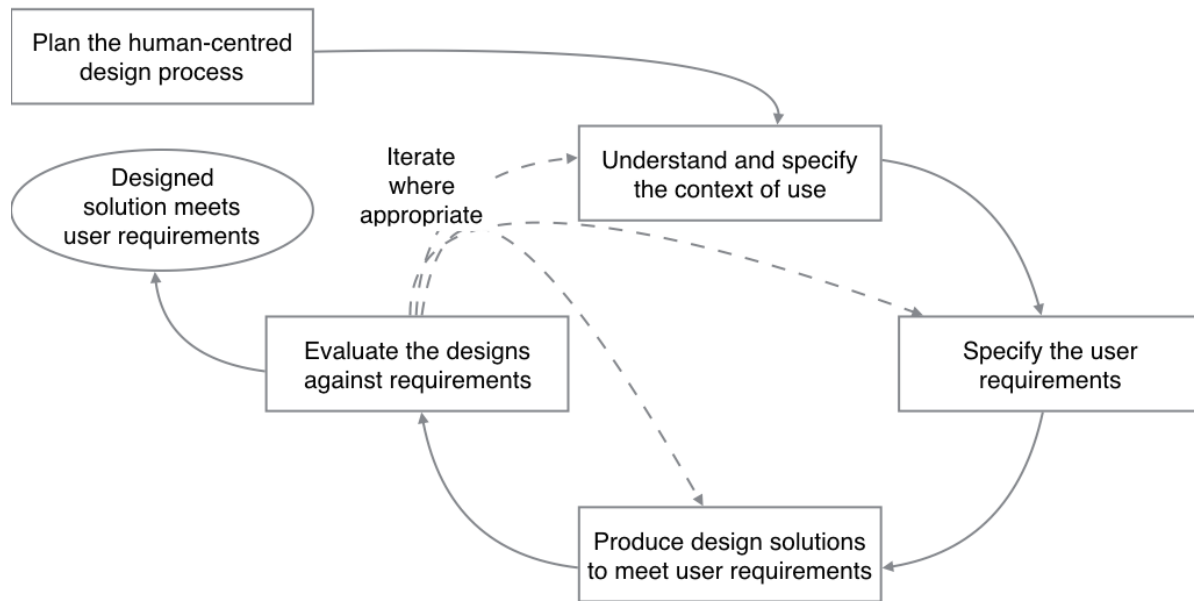 Plan the human-centred
design process
Understand and specify
the context of use
Iterate
where
appropriate
Designed
solution meets
user requirements
Evaluate the designs
against requirements
Specify the user
requirements
Produce design solutions
to meet user requirements